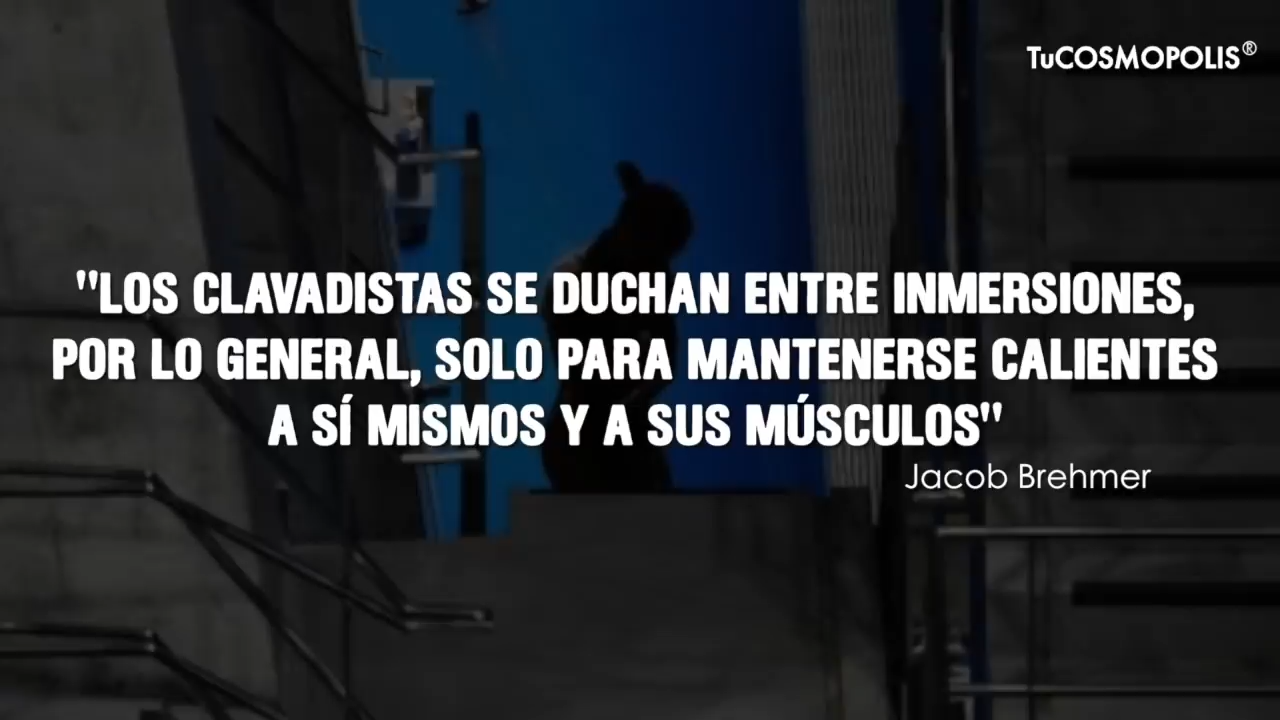 TuCOSMOPOLIS®
"LOS CLAVADISTAS SE DUCHAN ENTRE INMERSIONES,
POR LO GENERAL, SOLO PARA MANTENERSE CALIENTES
A SÍ MISMOS Y A SUS MÚSCULOS"
Jacob Brehmer